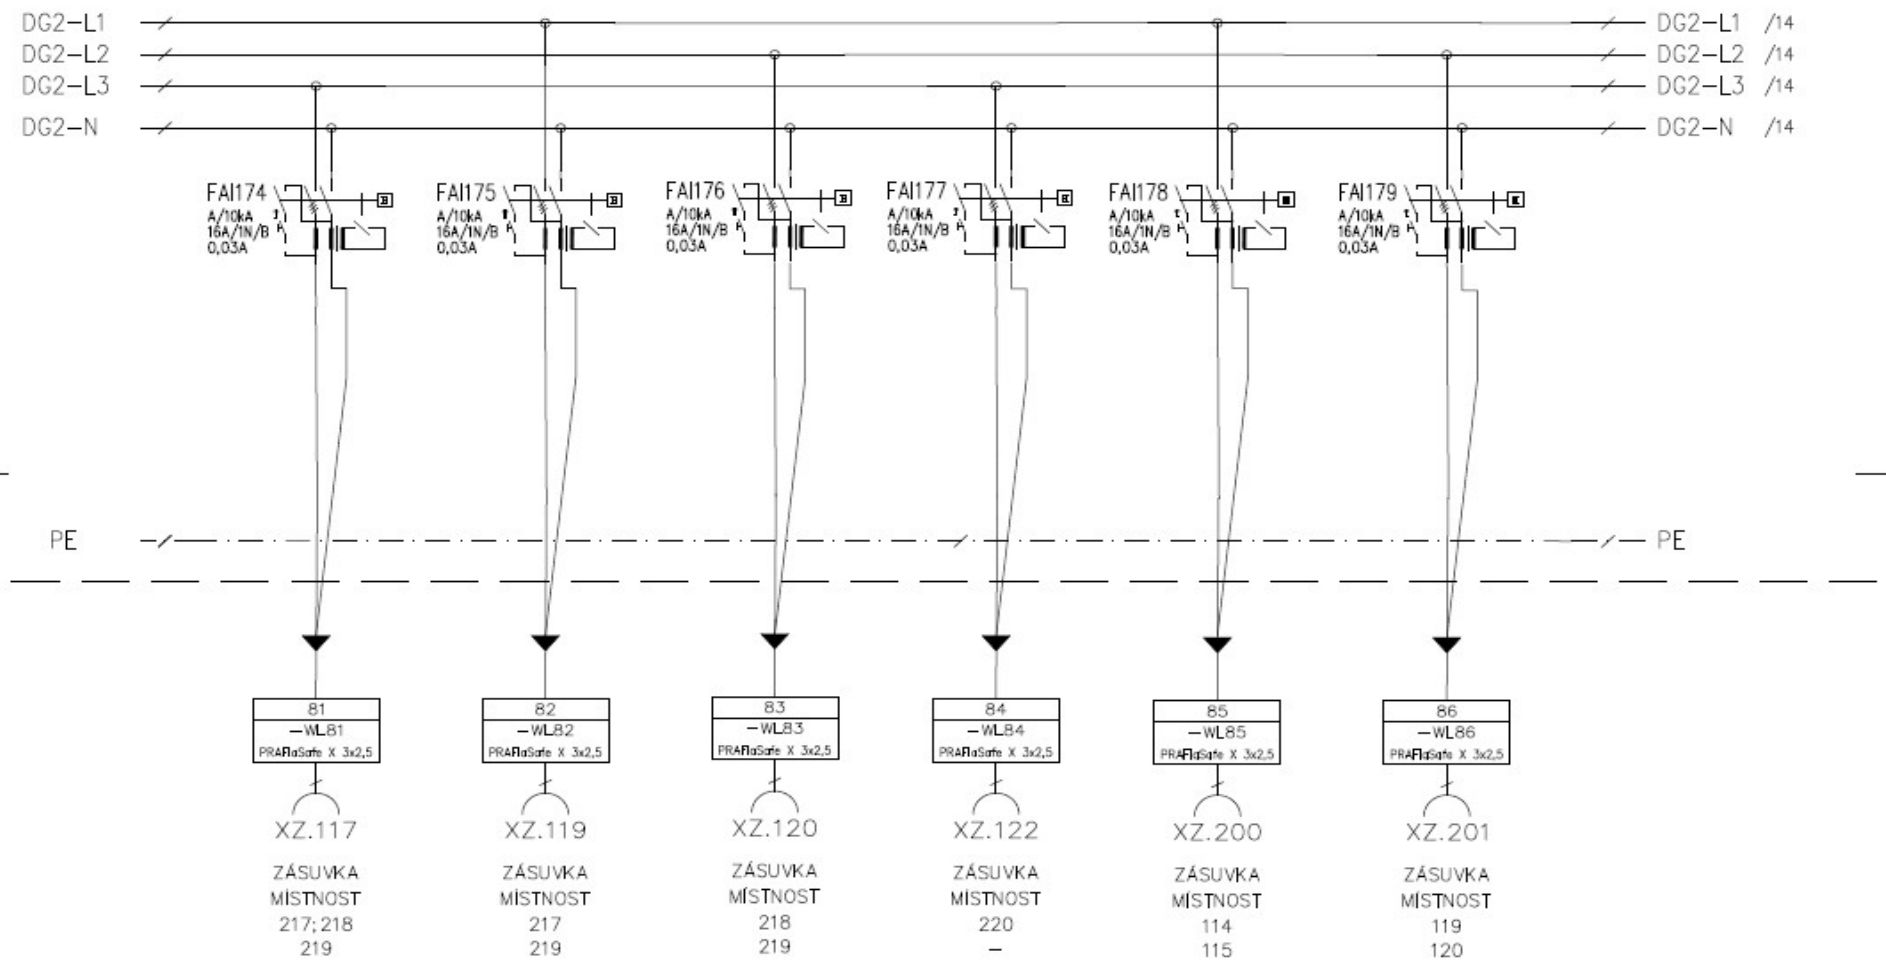 DG2-L1 DG2-L1 /14
DG2-L2 DG2-L2 /14
DG2-L3 DG2-L3 /14
DG2-N DG2-N /14
FAI174
A/10kA
16A/1N/B
0,03A
FAI175
A/10kA
16A/1N/B
0,03A
FAI176
A/10kA
16A/1N/B
0,03A
FAI177
A/10kA
16A/1N/B
0,03A
FAI178
A/10kA
16A/1N/B
0,03A
FAI179
A/10kA
16A/1N/B
0,03A
PE PE
81
-WL81
PRAFlaSafe X 3x2,5
XZ.117
ZÁSUVKA
MÍSTNOST
217;218
219
82
-WL82
PRAFlaSafe X 3x2,5
XZ.119
ZÁSUVKA
MÍSTNOST
217
219
83
-WL83
PRAFlaSafe X 3x2,5
XZ.120
ZÁSUVKA
MÍSTNOST
218
219
84
-WL84
PRAFlaSafe X 3x2,5
XZ.122
ZÁSUVKA
MÍSTNOST
220
-
85
-WL85
PRAFlaSafe X 3x2,5
XZ.200
ZÁSUVKA
MÍSTNOST
114
115
86
-WL86
PRAFlaSafe X 3x2,5
XZ.201
ZÁSUVKA
MÍSTNOST
119
120